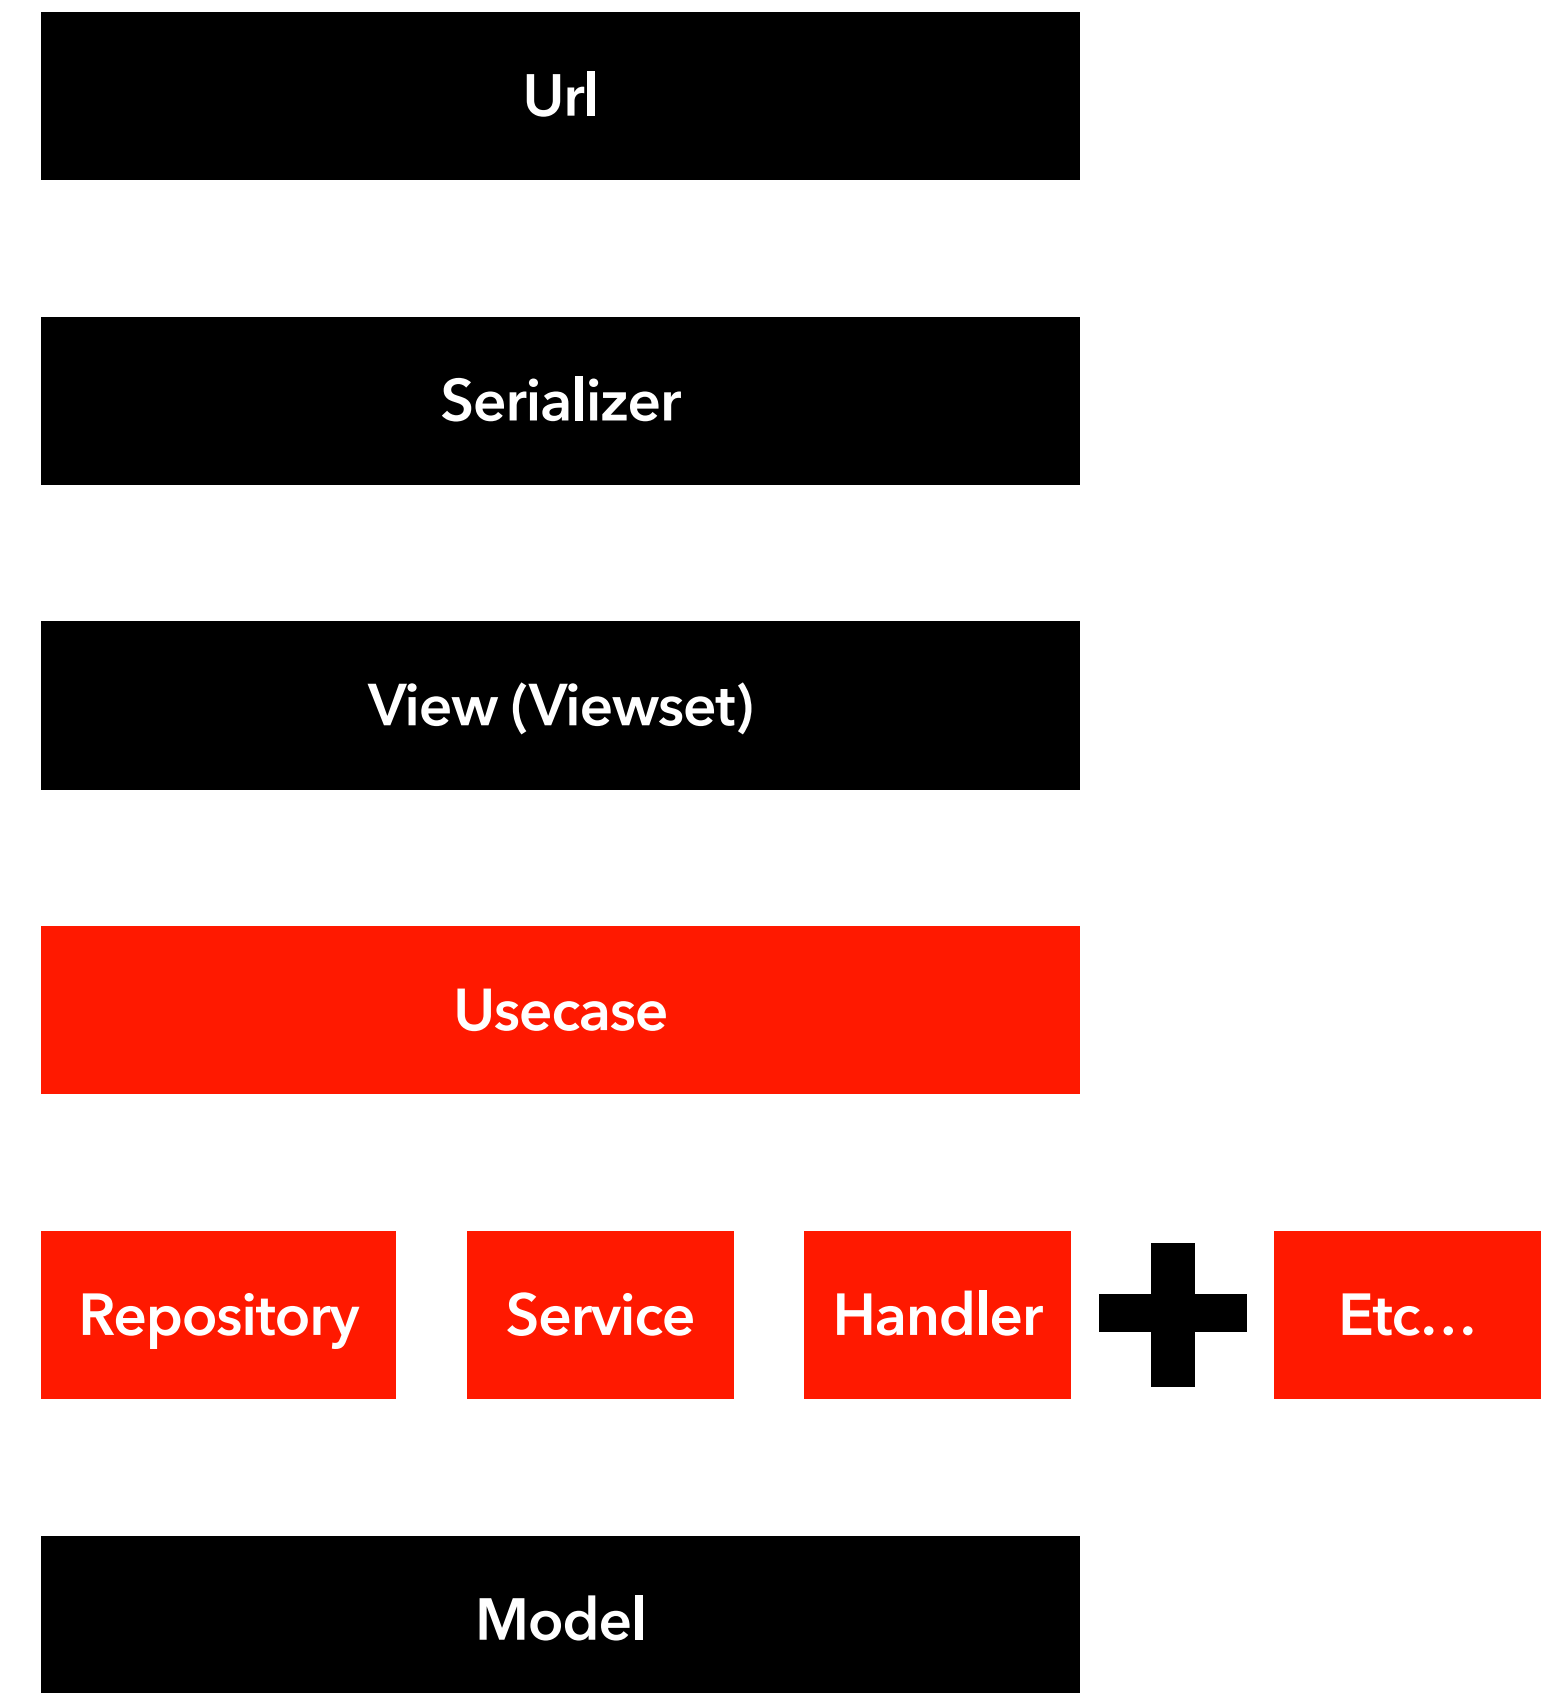 Url
Serializer
View (Viewset)
Usecase
Repository
Service
Handler
Etc...
Model